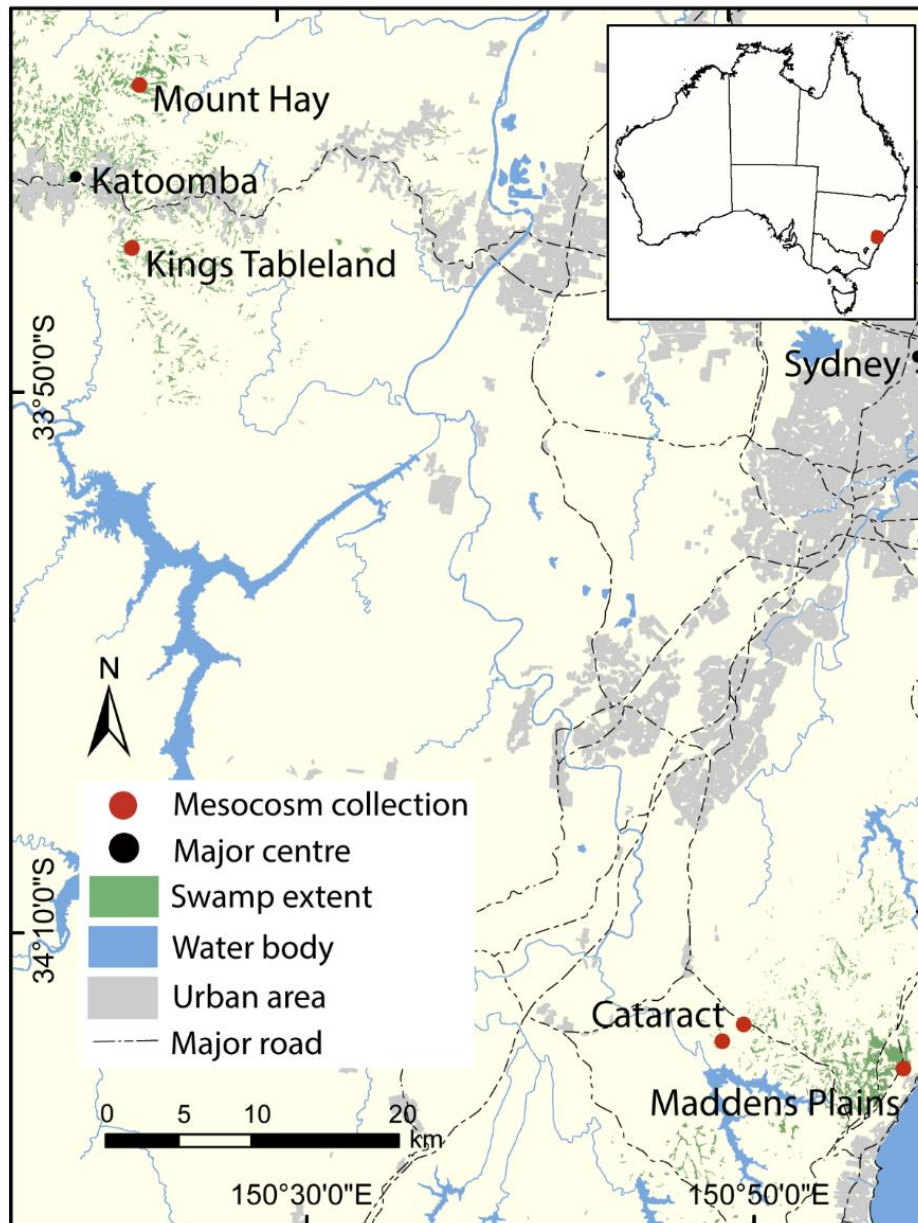 Mount Hay
Katoomba
Kings Tableland
Sydney
33°50'0"S
N
Mesocosm collection
Major centre
Swamp extent
Water body
Urban area
Major road
34°10'0"S
Cataract
Maddens Plains
0 5 10 20
km
150°30'0"E 150°50'0"E